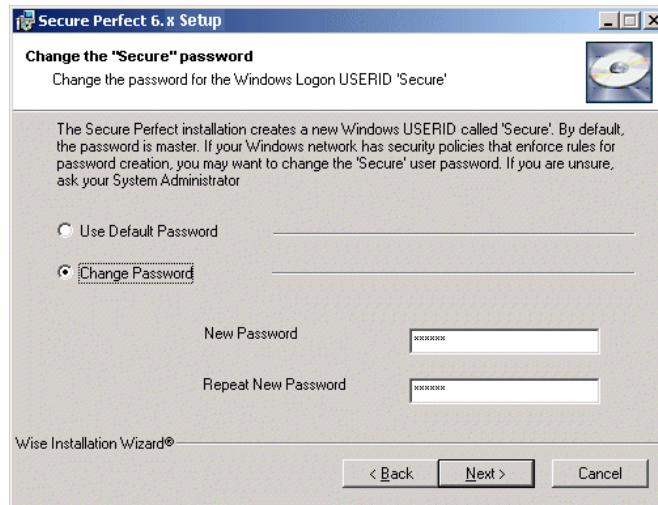 Secure Perfect 6.x Setup
Change the "Secure" password
Change the password for the Windows Logon USERID 'Secure'
The Secure Perfect installation creates a new Windows USERID called 'Secure'. By default,
the password is master. If your Windows network has security policies that enforce rules for
password creation, you may want to change the 'Secure' user password. If you are unsure,
ask your System Administrator
Use Default Password
Change Password
New Password
xxxxxx
Repeat New Password
xxxxxx
Wise Installation Wizard®
< Back
Next >
Cancel